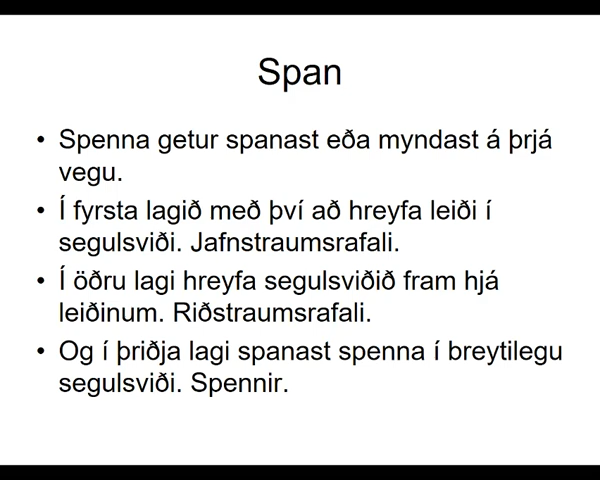 Span
• Spenna getur spanast eða myndast á þrjá
vegu.
• Í fyrsta lagið með því að hreyfa leiði í
segulsviði. Jafnstraumsrafali.
• Í öðru lagi hreyfa segulsviðið fram hjá
leiðinum. Riðstraumsrafali.
• Og í þriðja lagi spanast spenna í breytilegu
segulsviði. Spennir.